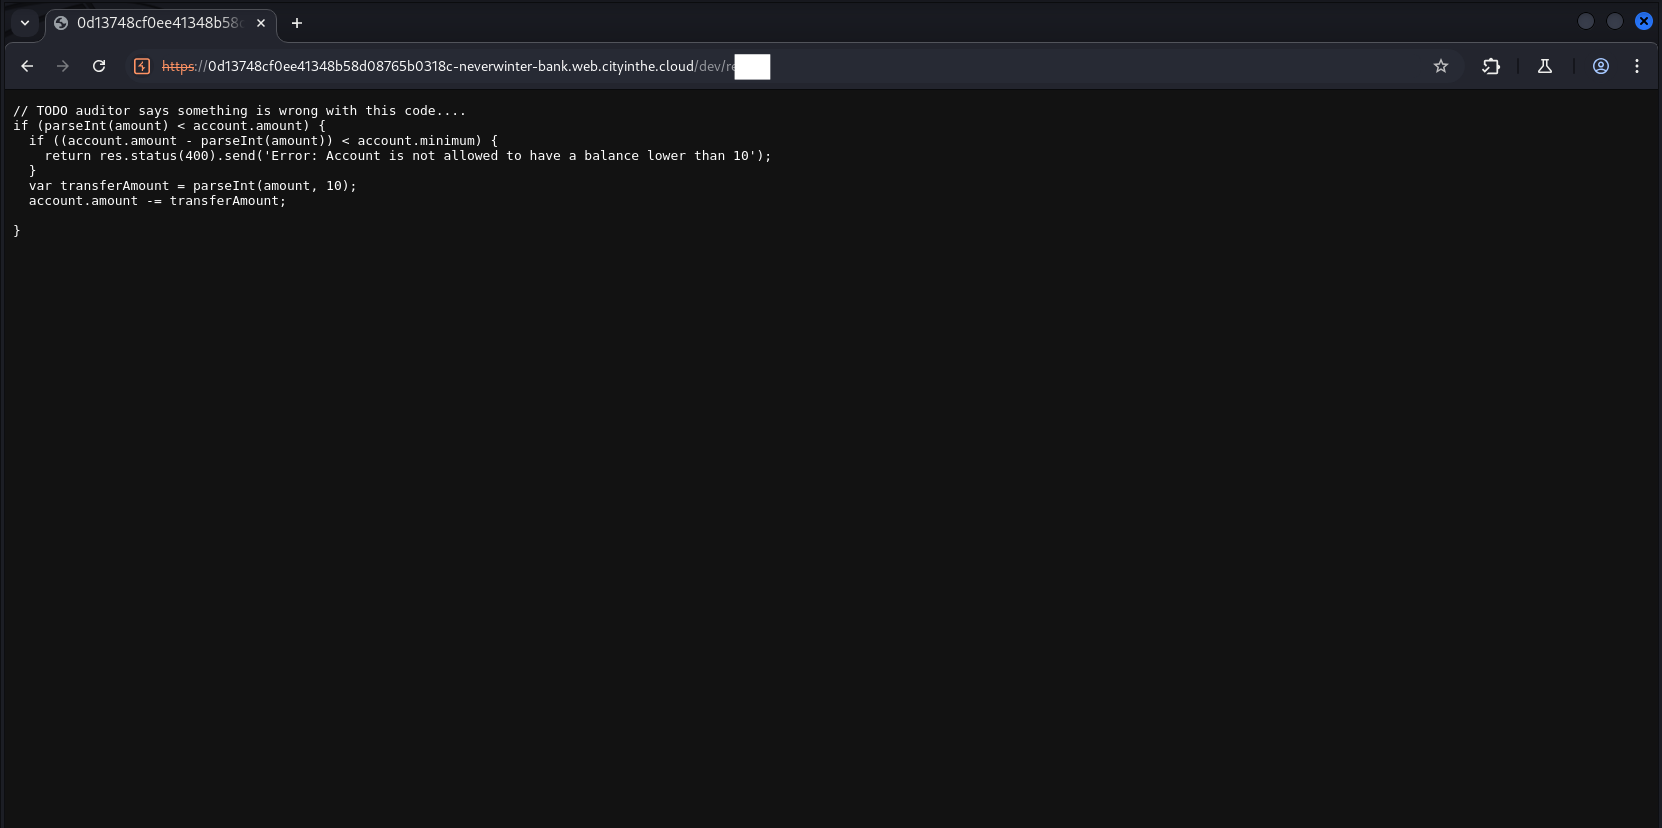 0d13748cf0ee41348b58
https://0d13748cf0ee41348b58d08765b0318c-neverwinter-bank.web.cityinthe.cloud/dev/re
// TODO auditor says something is wrong with this code....
if (parseInt(amount) < account.amount) {
  if ((account.amount - parseInt(amount)) < account.minimum) {
    return res.status(400).send('Error: Account is not allowed to have a balance lower than 10');
  }
  var transferAmount = parseInt(amount, 10);
  account.amount -= transferAmount;
}